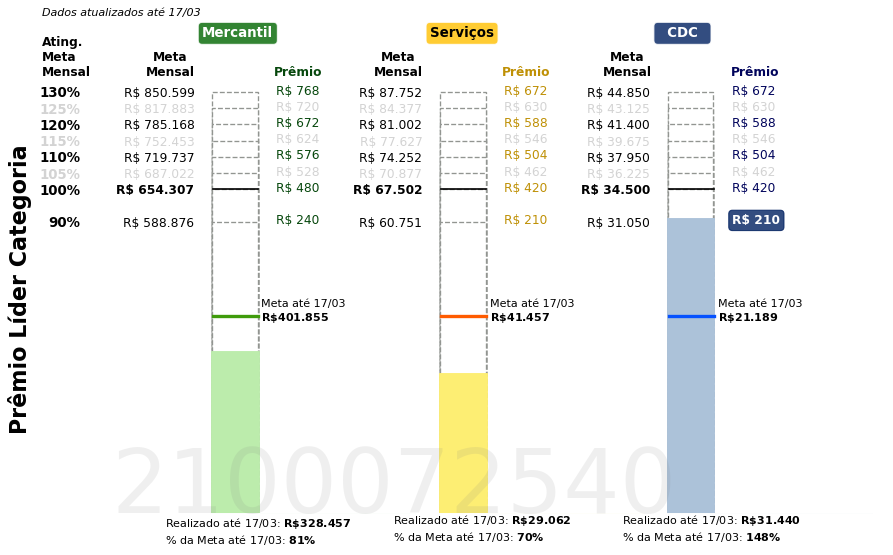 Dados atualizados até 17/03
Mercantil Serviços CDC
Ating.
Meta Meta Meta Meta
Mensal Mensal Prêmio Mensal Prêmio Mensal Prêmio
130% R$ 850.599 R$ 768 R$ 87.752 R$ 672 R$ 44.850 R$ 672
125% R$ 817.883 R$ 720 R$ 84.377 R$ 630 R$ 43.125 R$ 630
120% R$ 785.168 R$ 672 R$ 81.002 R$ 588 R$ 41.400 R$ 588
115% R$ 752.453 R$ 624 R$ 77.627 R$ 546 R$ 39.675 R$ 546
110% R$ 719.737 R$ 576 R$ 74.252 R$ 504 R$ 37.950 R$ 504
105% R$ 687.022 R$ 528 R$ 70.877 R$ 462 R$ 36.225 R$ 462
100% R$ 654.307 R$ 480 R$ 67.502 R$ 420 R$ 34.500 R$ 420
90% R$ 588.876 R$ 240 R$ 60.751 R$ 210 R$ 31.050 R$ 210
Prêmio Líder Categoria
Meta até 17/03 Meta até 17/03 Meta até 17/03
R$401.855 R$41.457 R$21.189
2100072540
Realizado até 17/03: R$328.457 Realizado até 17/03: R$29.062 Realizado até 17/03: R$31.440
% da Meta até 17/03: 81% % da Meta até 17/03: 70% % da Meta até 17/03: 148%